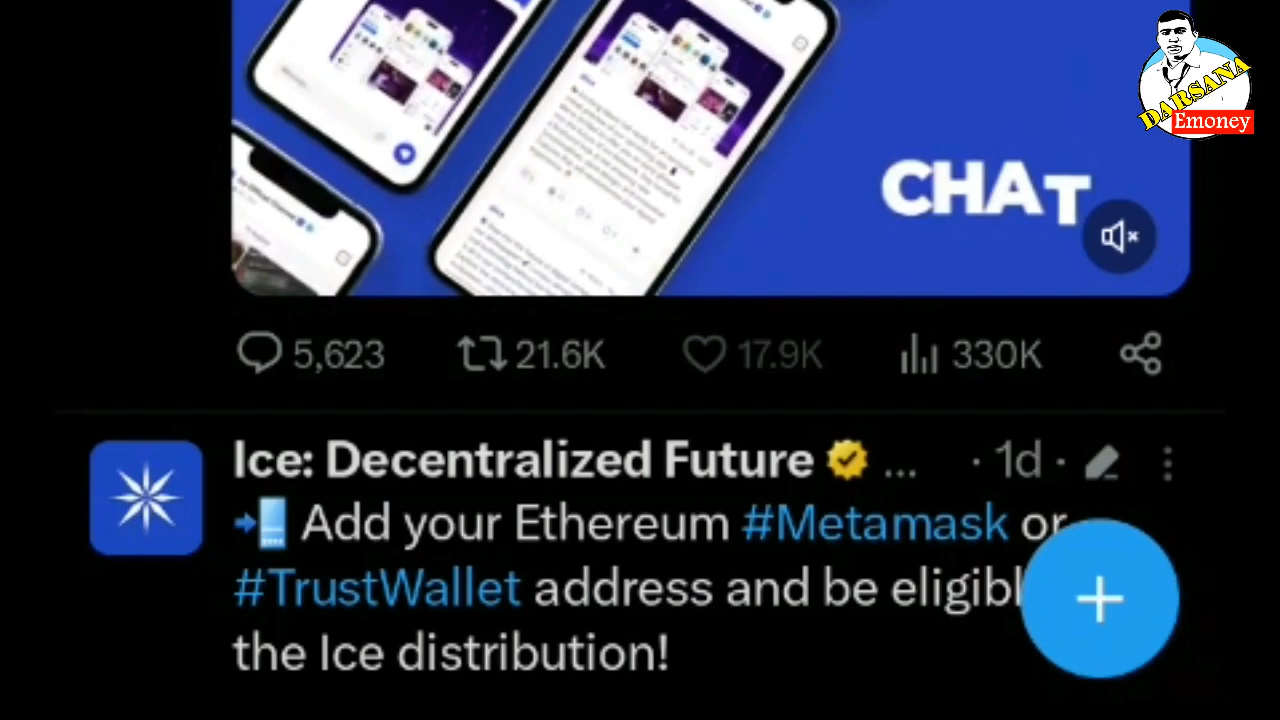 DARSANA
Emoney
CHAT
5,623 21.6K 17.9K 330K
Ice: Decentralized Future ... · 1d ·
Add your Ethereum #Metamask or
#TrustWallet address and be
the Ice distribution!